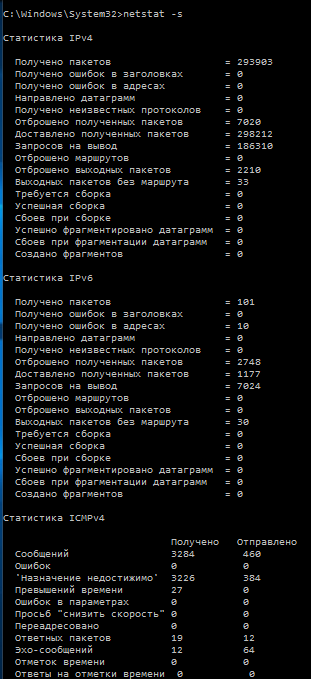 C:\Windows\System32>netstat -s
Статистика IPv4
Получено пакетов = 293903
Получено ошибок в заголовках = 0
Получено ошибок в адресах = 0
Направлено датаграмм = 0
Получено неизвестных протоколов = 0
Отброшено полученных пакетов = 7020
Доставлено полученных пакетов = 298212
Запросов на вывод = 186310
Отброшено маршрутов = 0
Отброшено выходных пакетов = 2210
Выходных пакетов без маршрута = 33
Требуется сборка = 0
Успешная сборка = 0
Сбоев при сборке = 0
Успешно фрагментировано датаграмм = 0
Сбоев при фрагментации датаграмм = 0
Создано фрагментов = 0
Статистика IPv6
Получено пакетов = 101
Получено ошибок в заголовках = 0
Получено ошибок в адресах = 10
Направлено датаграмм = 0
Получено неизвестных протоколов = 0
Отброшено полученных пакетов = 2748
Доставлено полученных пакетов = 1177
Запросов на вывод = 7024
Отброшено маршрутов = 0
Отброшено выходных пакетов = 0
Выходных пакетов без маршрута = 30
Требуется сборка = 0
Успешная сборка = 0
Сбоев при сборке = 0
Успешно фрагментировано датаграмм = 0
Сбоев при фрагментации датаграмм = 0
Создано фрагментов = 0
Статистика ICMPv4
Получено Отправлено
Сообщений 3284 460
Ошибок 0 0
'Назначение недостижимо' 3226 384
Превышений времени 27 0
Ошибок в параметрах 0 0
Просьб "снизить скорость" 0 0
Переадресовано 0 0
Ответных пакетов 19 12
Эхо-сообщений 12 64
Отметок времени 0 0
Ответы на отметки времени 0 0